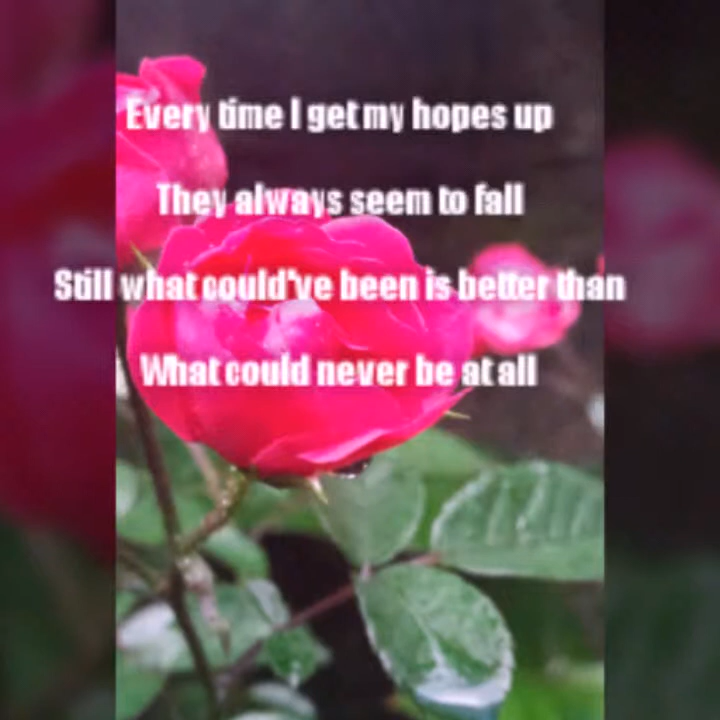 Every time I get my hopes up
They always seem to fall
Still what could've been is better than
What could never be at all